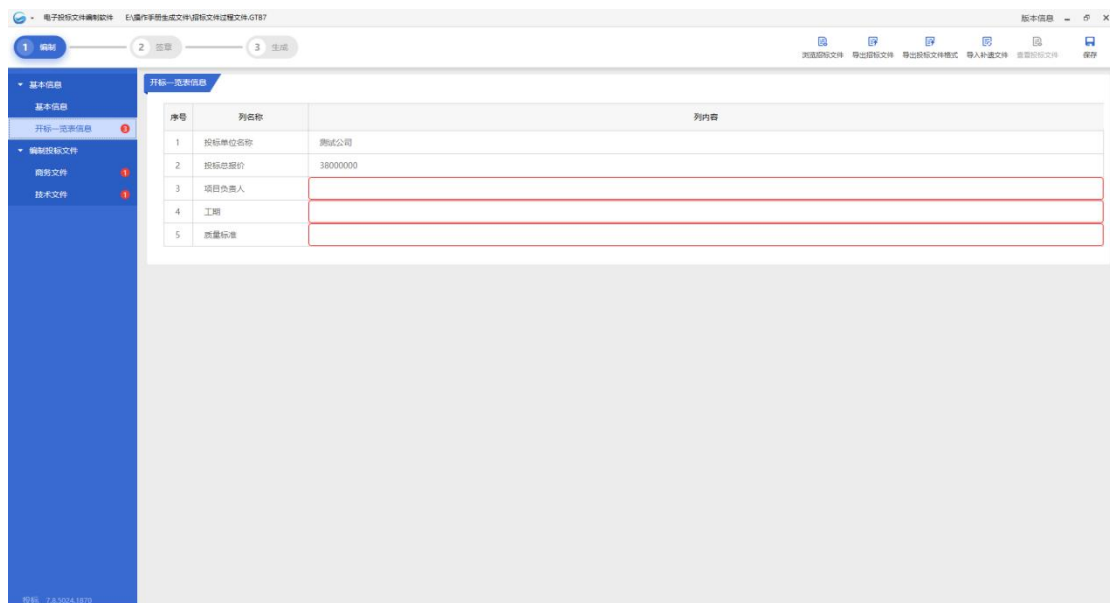 电子投标文件编制软件 E:\操作手册生成文件\招标文件过程文件.GTB7 版本信息
1 编制 2 签章 3 生成 浏览招标文件 导出招标文件 导出投标文件格式 导入补遗文件 查看招标文件 保存
基本信息
基本信息
开标一览表信息 3
编制投标文件
商务文件 1
技术文件 1
开标一览表信息
序号 列名称 列内容
1 投标单位名称 测试公司
2 投标总报价 38000000
3 项目负责人
4 工期
5 质量标准
投标 7.8.5024.1870